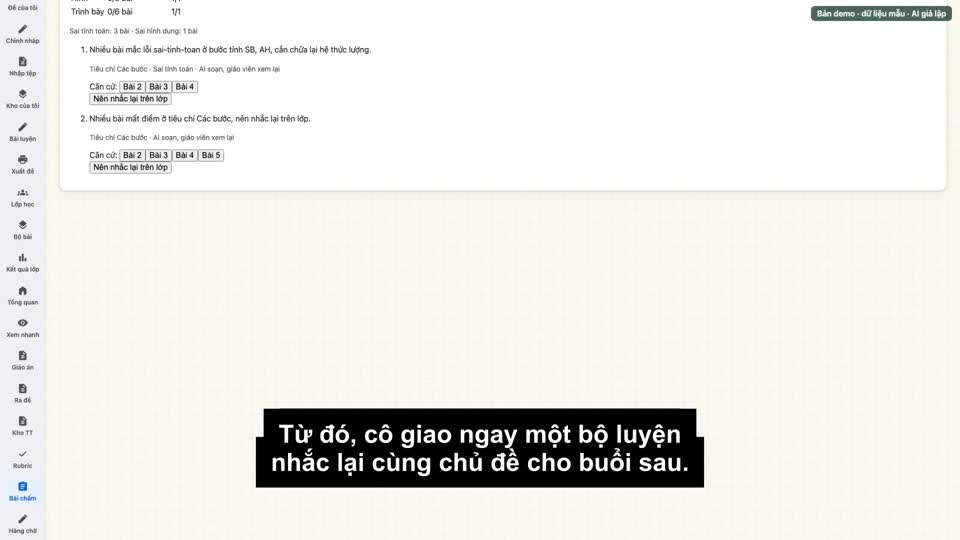 Đề của tôi
Chỉnh nháp
Nhập tệp
Kho của tôi
Bài luyện
Xuất đề
Lớp học
Bộ bài
Kết quả lớp
Tổng quan
Xem nhanh
Giáo án
Ra đề
Kho TT
Rubric
Bài chấm
Hàng chờ
Bản demo · dữ liệu mẫu · AI giả lập
Trình bày 0/6 bài 1/1
Sai tính toán: 3 bài · Sai hình dung: 1 bài
1. Nhiều bài mắc lỗi sai-tinh-toan ở bước tính SB, AH, cần chữa lại hệ thức lượng.
Tiêu chí Các bước · Sai tính toán · AI soạn, giáo viên xem lại
Căn cứ: Bài 2 Bài 3 Bài 4
Nên nhắc lại trên lớp
2. Nhiều bài mất điểm ở tiêu chí Các bước, nên nhắc lại trên lớp.
Tiêu chí Các bước · AI soạn, giáo viên xem lại
Căn cứ: Bài 2 Bài 3 Bài 4 Bài 5
Nên nhắc lại trên lớp
Từ đó, cô giao ngay một bộ luyện
nhắc lại cùng chủ đề cho buổi sau.